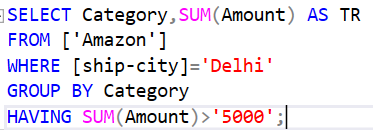 SELECT Category,SUM(Amount) AS TR
FROM ['Amazon']
WHERE [ship-city]='Delhi'
GROUP BY Category
HAVING SUM(Amount)>'5000';